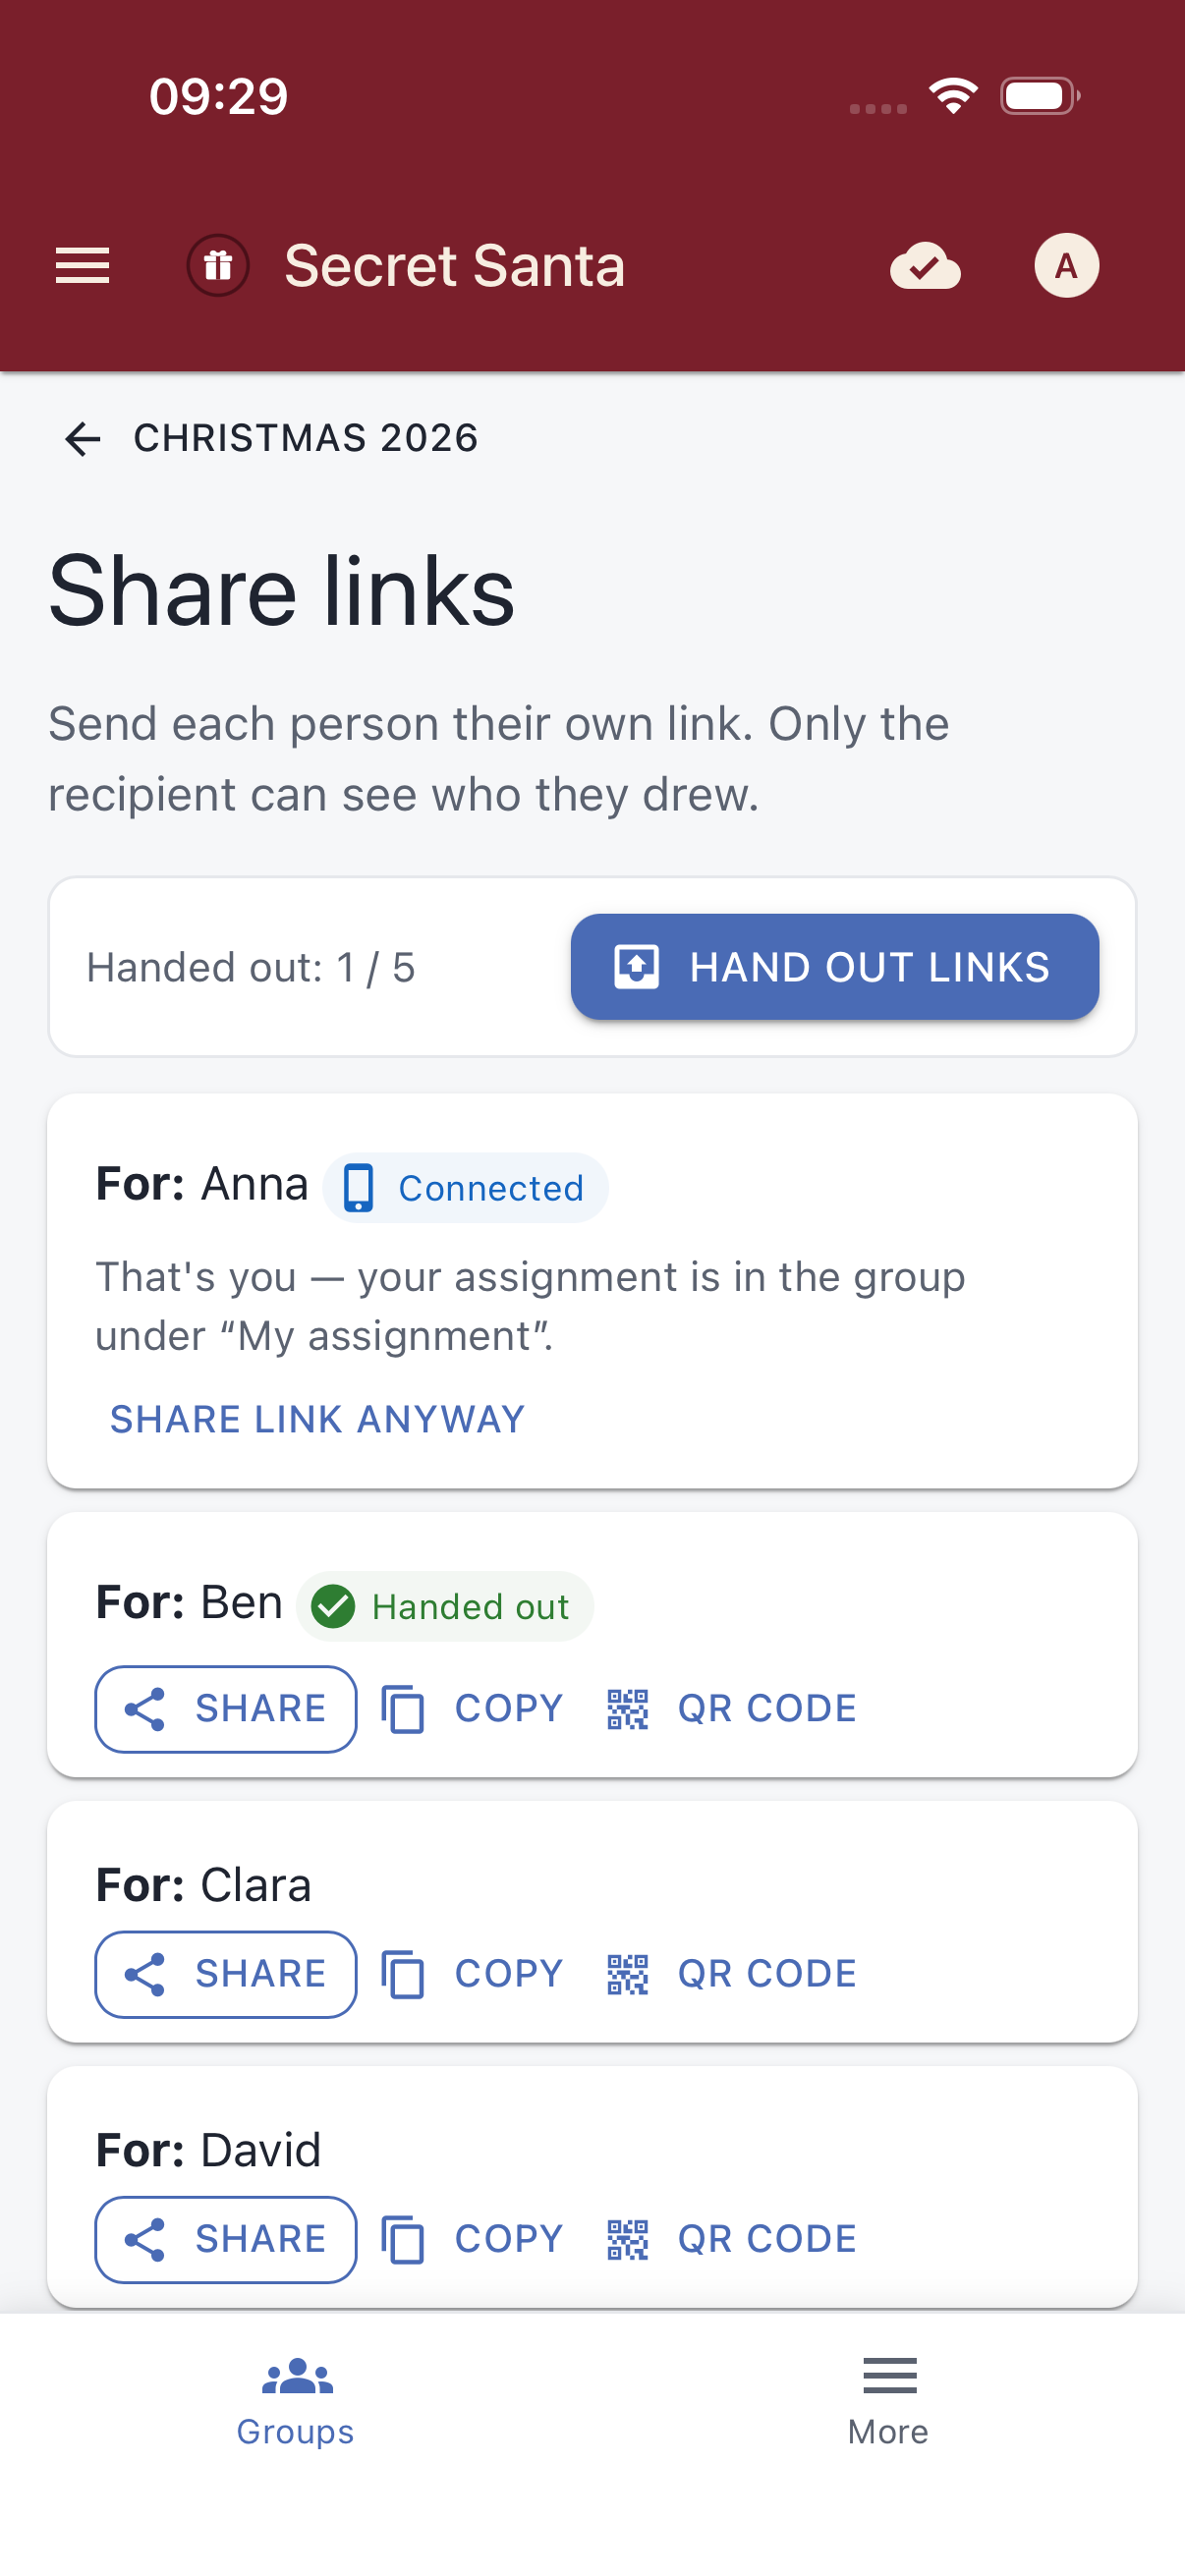 09:29
Secret Santa
A
CHRISTMAS 2026
Share links
Send each person their own link. Only the
recipient can see who they drew.
Handed out: 1 / 5
HAND OUT LINKS
For: Anna Connected
That's you — your assignment is in the group
under “My assignment”.
SHARE LINK ANYWAY
For: Ben Handed out
SHARE COPY QR CODE
For: Clara
SHARE COPY QR CODE
For: David
SHARE COPY QR CODE
Groups More